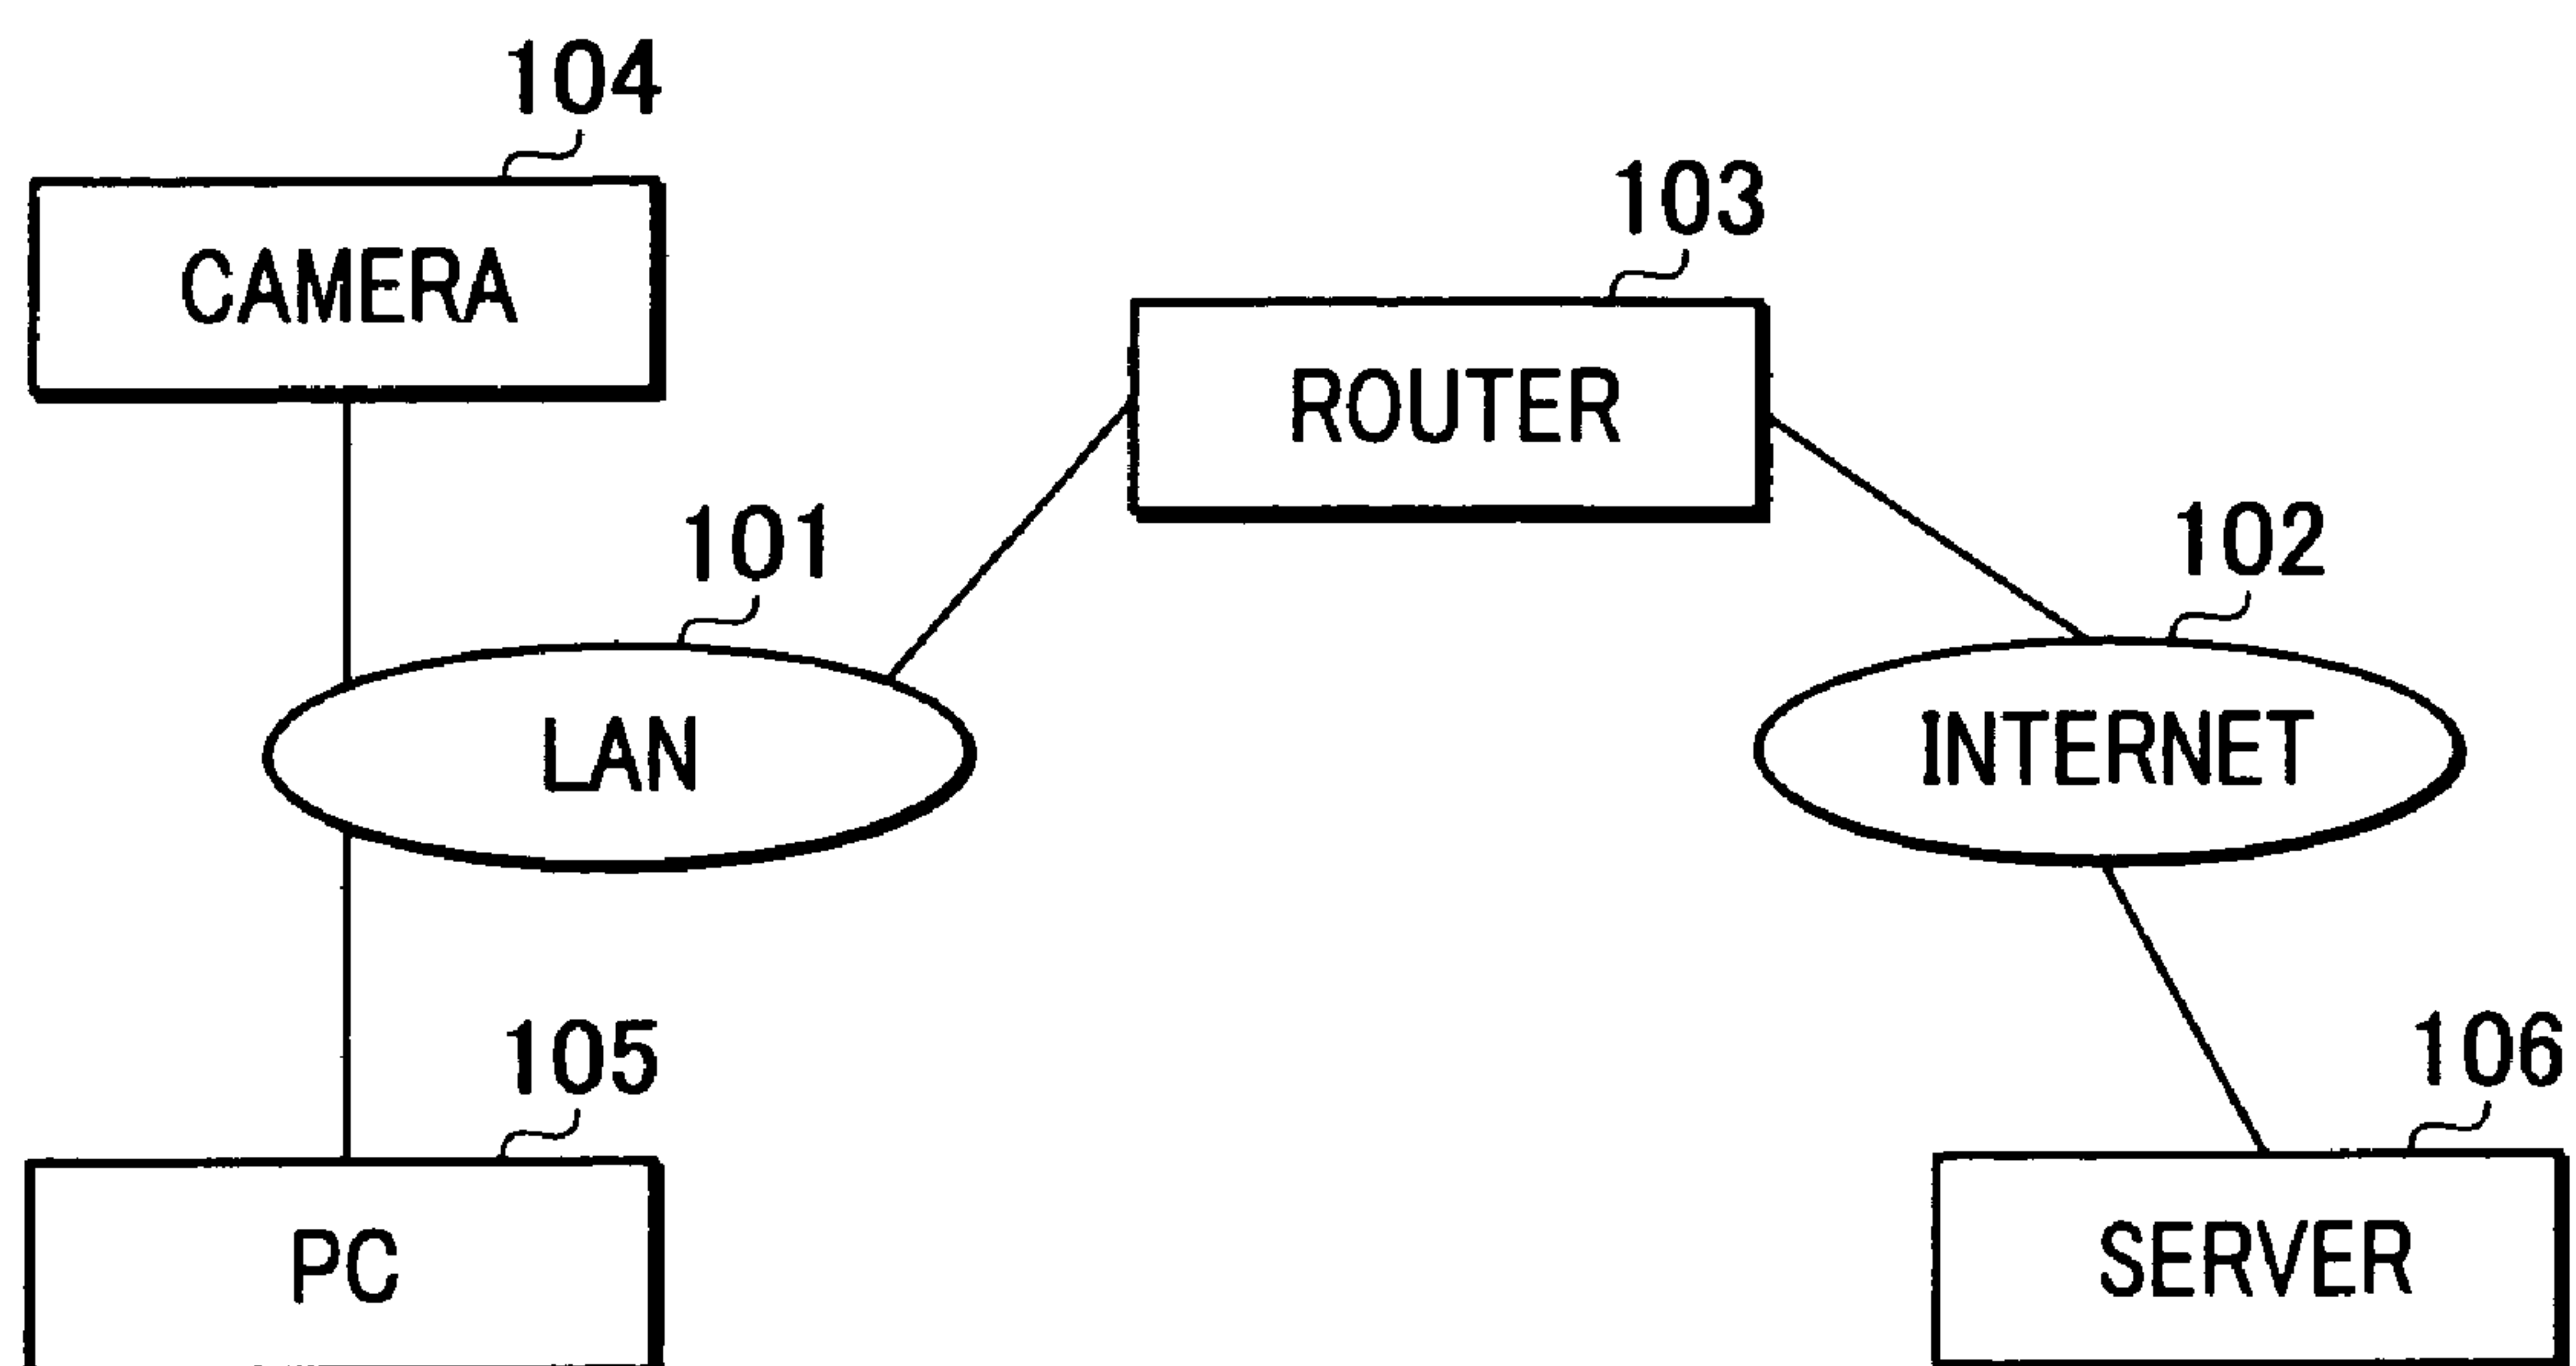 104
CAMERA
103
ROUTER
101
LAN
102
INTERNET
105
PC
106
SERVER